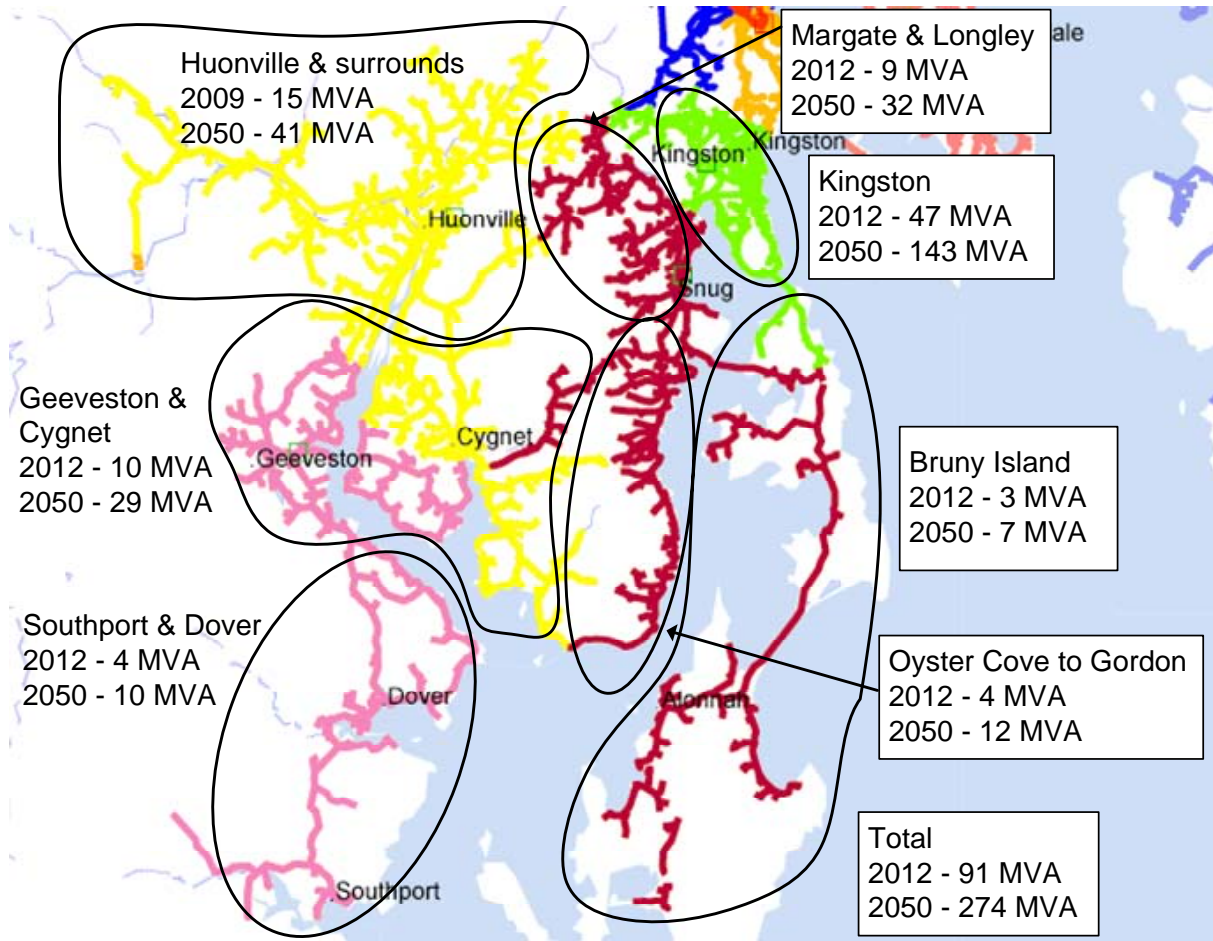 Huonville & surrounds
2009 - 15 MVA
2050 - 41 MVA
Margate & Longley
2012 - 9 MVA
2050 - 32 MVA
ale
Kingston
Kingston
Kingston
2012 - 47 MVA
2050 - 143 MVA
Huonville
Snug
Geeveston &
Cygnet
2012 - 10 MVA
2050 - 29 MVA
Geeveston
Cygnet
Bruny Island
2012 - 3 MVA
2050 - 7 MVA
Southport & Dover
2012 - 4 MVA
2050 - 10 MVA
Dover
Alonnah
Oyster Cove to Gordon
2012 - 4 MVA
2050 - 12 MVA
Southport
Total
2012 - 91 MVA
2050 - 274 MVA